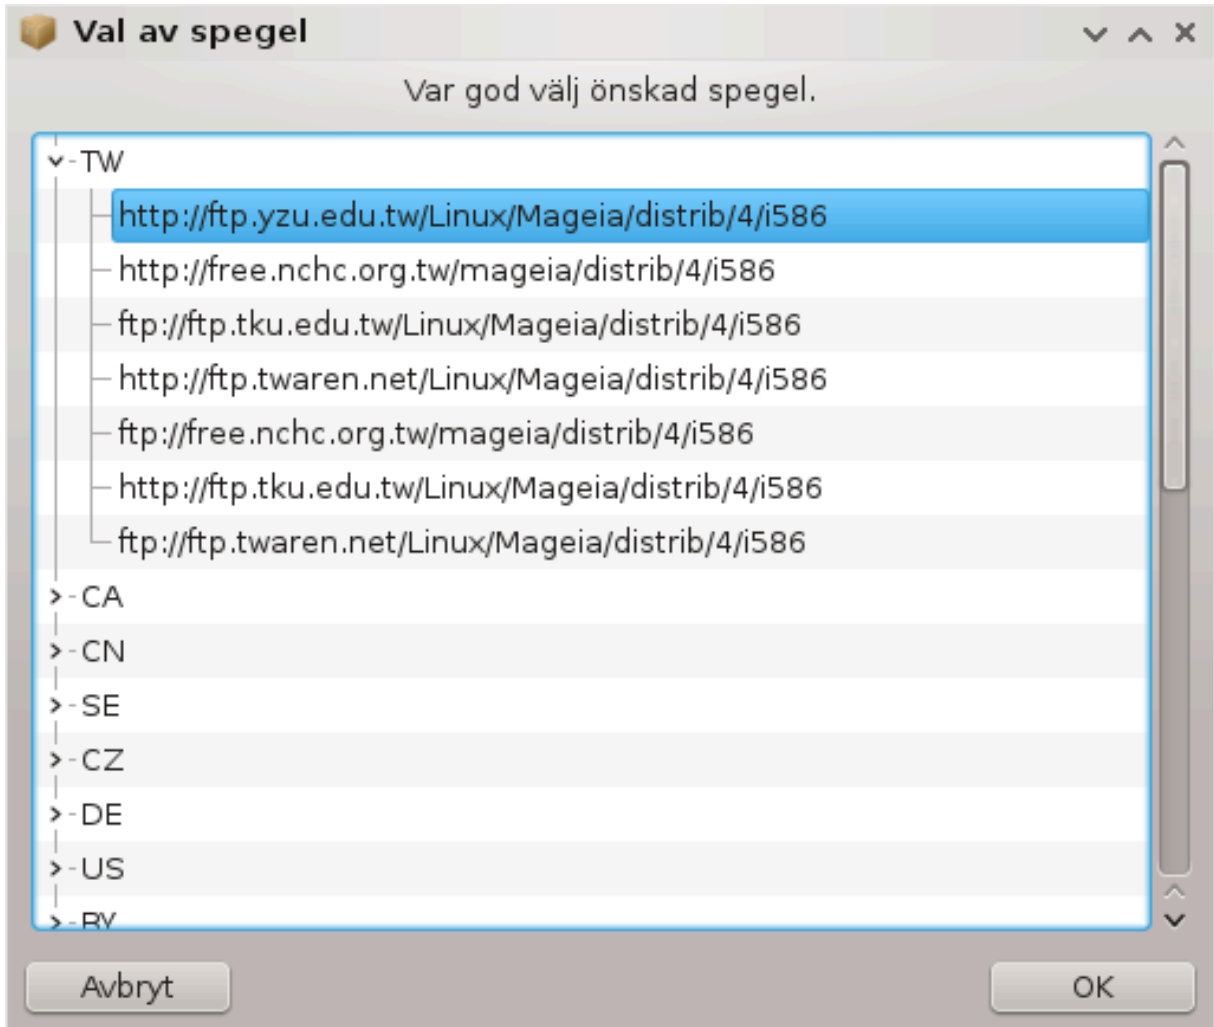 Val av spegel
Var god välj önskad spegel.
TW
http://ftp.yzu.edu.tw/Linux/Mageia/distrib/4/i586
http://free.nchc.org.tw/mageia/distrib/4/i586
ftp://ftp.tku.edu.tw/Linux/Mageia/distrib/4/i586
http://ftp.twaren.net/Linux/Mageia/distrib/4/i586
ftp://free.nchc.org.tw/mageia/distrib/4/i586
http://ftp.tku.edu.tw/Linux/Mageia/distrib/4/i586
ftp://ftp.twaren.net/Linux/Mageia/distrib/4/i586
CA
CN
SE
CZ
DE
US
Avbryt
OK